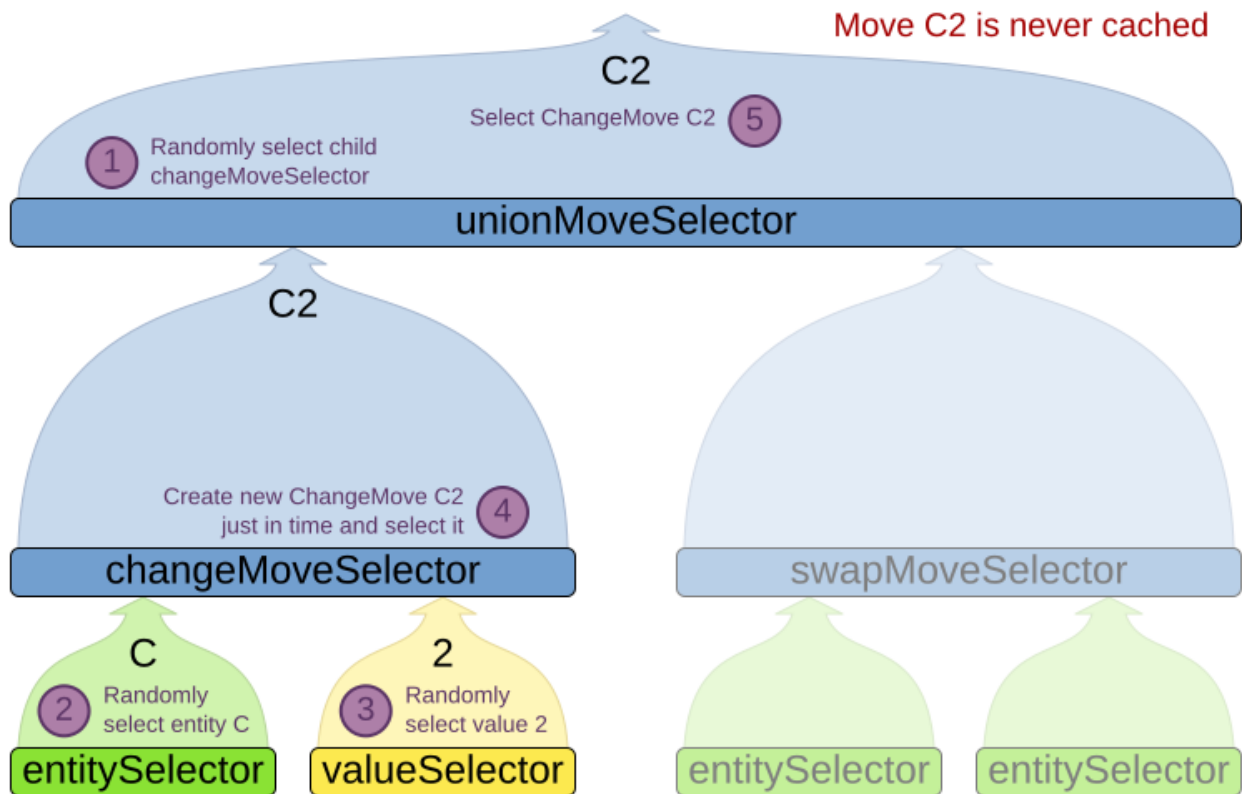 Move C2 is never cached
C2
Select ChangeMove C2
5
1
Randomly select child
changeMoveSelector
unionMoveSelector
C2
Create new ChangeMove C2
just in time and select it
4
changeMoveSelector
swapMoveSelector
C
2
2
Randomly
select entity C
3
Randomly
select value 2
entitySelector
valueSelector
entitySelector
entitySelector